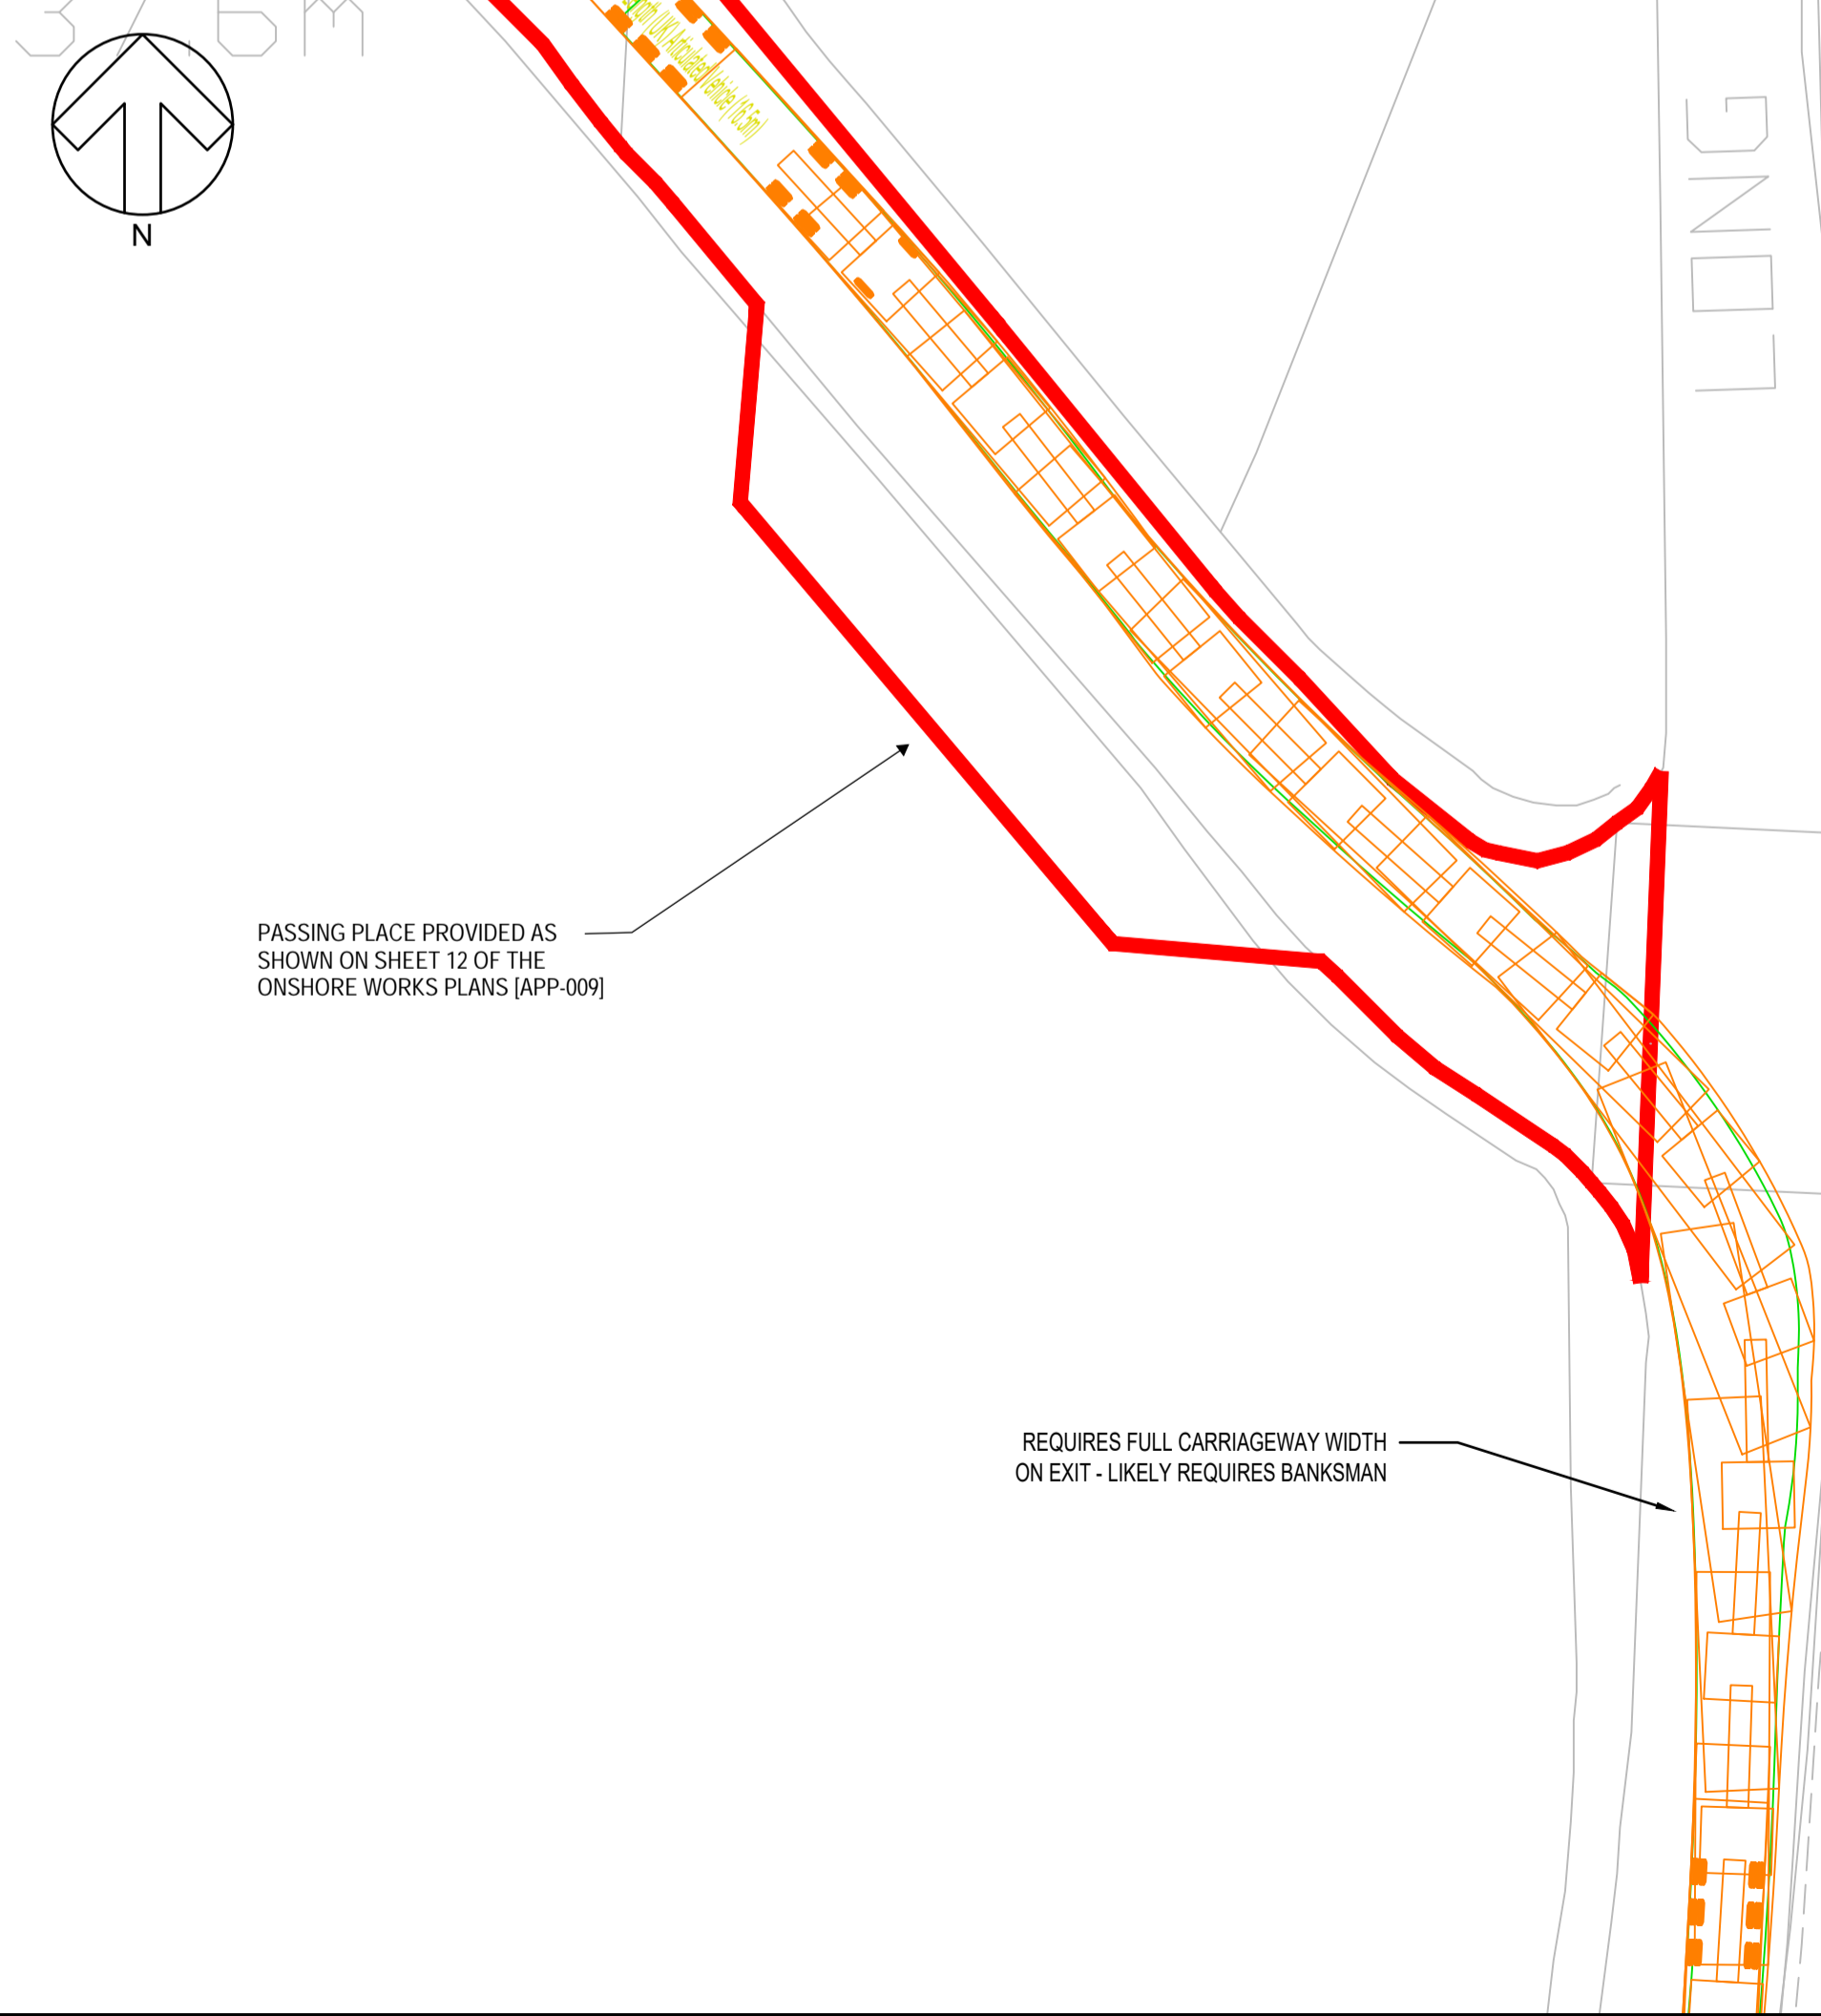 N
LONG
PASSING PLACE PROVIDED AS
SHOWN ON SHEET 12 OF THE
ONSHORE WORKS PLANS [APP-009]
REQUIRES FULL CARRIAGEWAY WIDTH
ON EXIT - LIKELY REQUIRES BANKSMAN